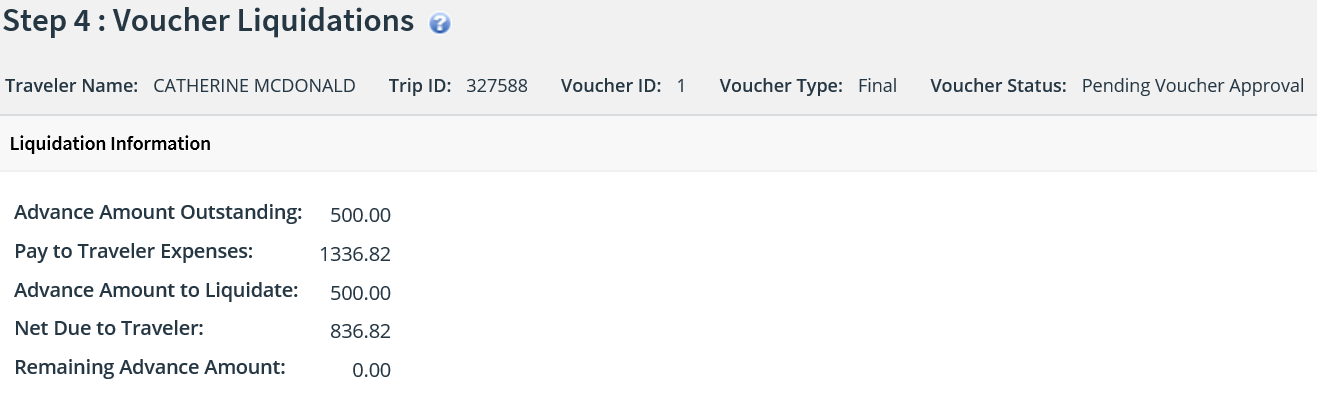 Step 4 : Voucher Liquidations ?
Traveler Name: CATHERINE MCDONALD Trip ID: 327588 Voucher ID: 1 Voucher Type: Final Voucher Status: Pending Voucher Approval
Liquidation Information
Advance Amount Outstanding: 500.00
Pay to Traveler Expenses: 1336.82
Advance Amount to Liquidate: 500.00
Net Due to Traveler: 836.82
Remaining Advance Amount: 0.00